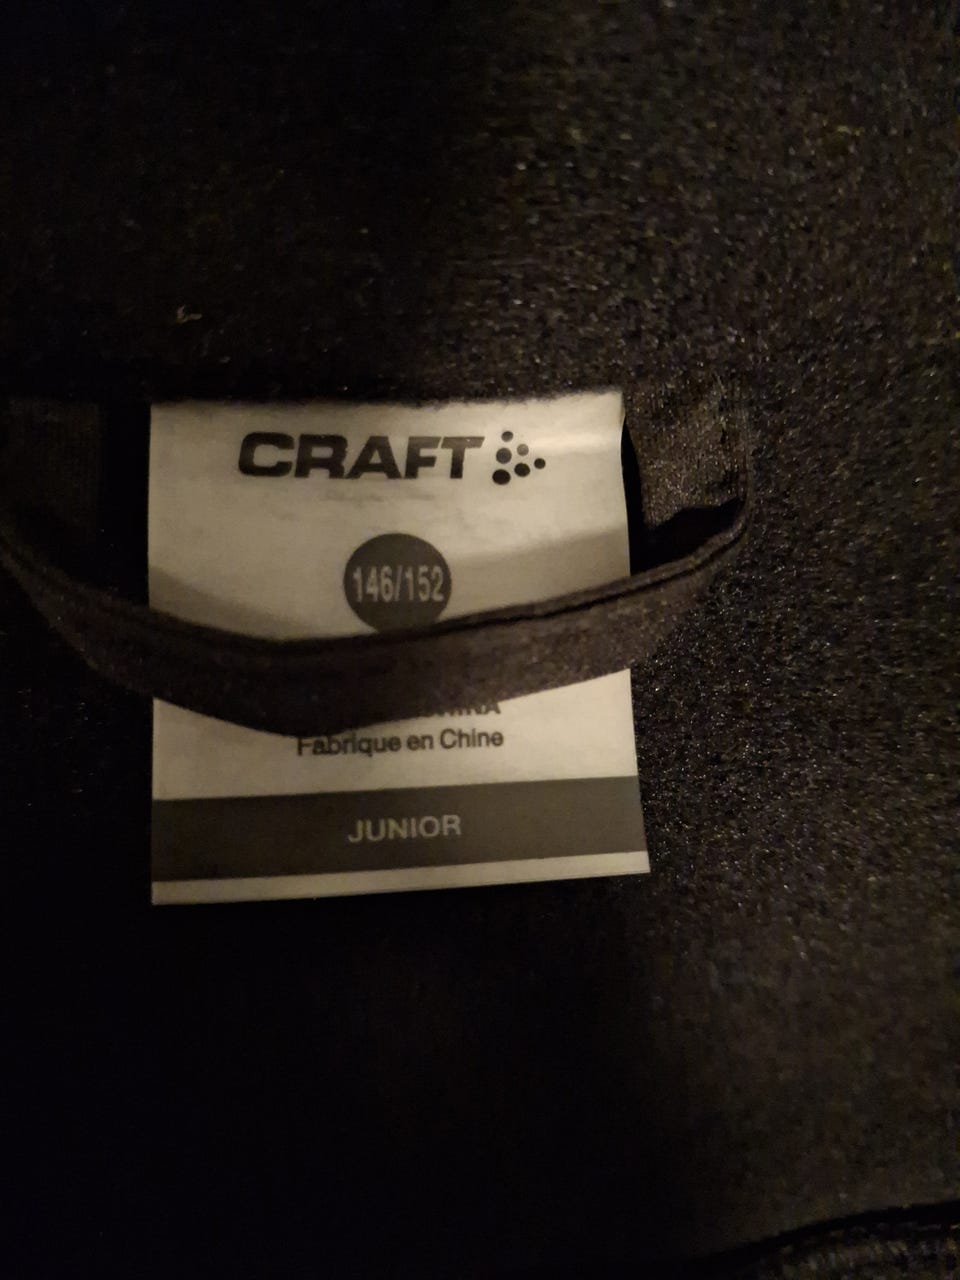 CRAFT
146/152
Fabrique en Chine
JUNIOR